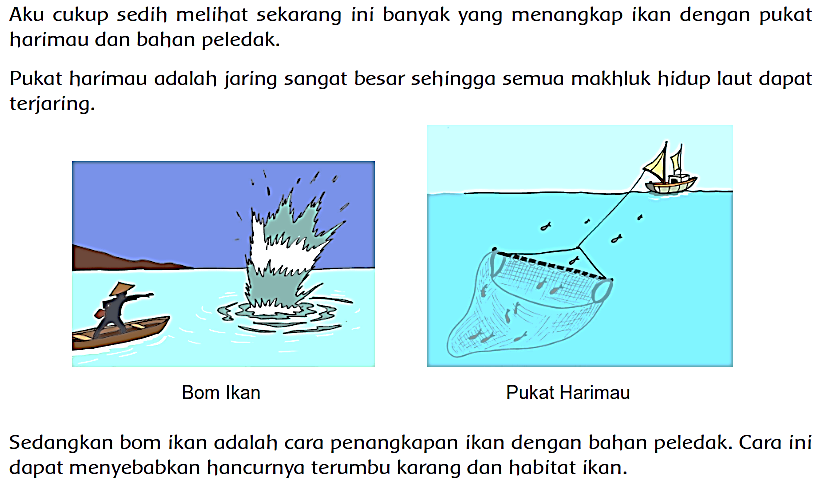 Aku cukup sedih melihat sekarang ini banyak yang menangkap ikan dengan pukat
harimau dan bahan peledak.
Pukat harimau adalah jaring sangat besar sehingga semua makhluk hidup laut dapat
terjaring.
Bom Ikan
Pukat Harimau
Sedangkan bom ikan adalah cara penangkapan ikan dengan bahan peledak. Cara ini
dapat menyebabkan hancurnya terumbu karang dan habitat ikan.